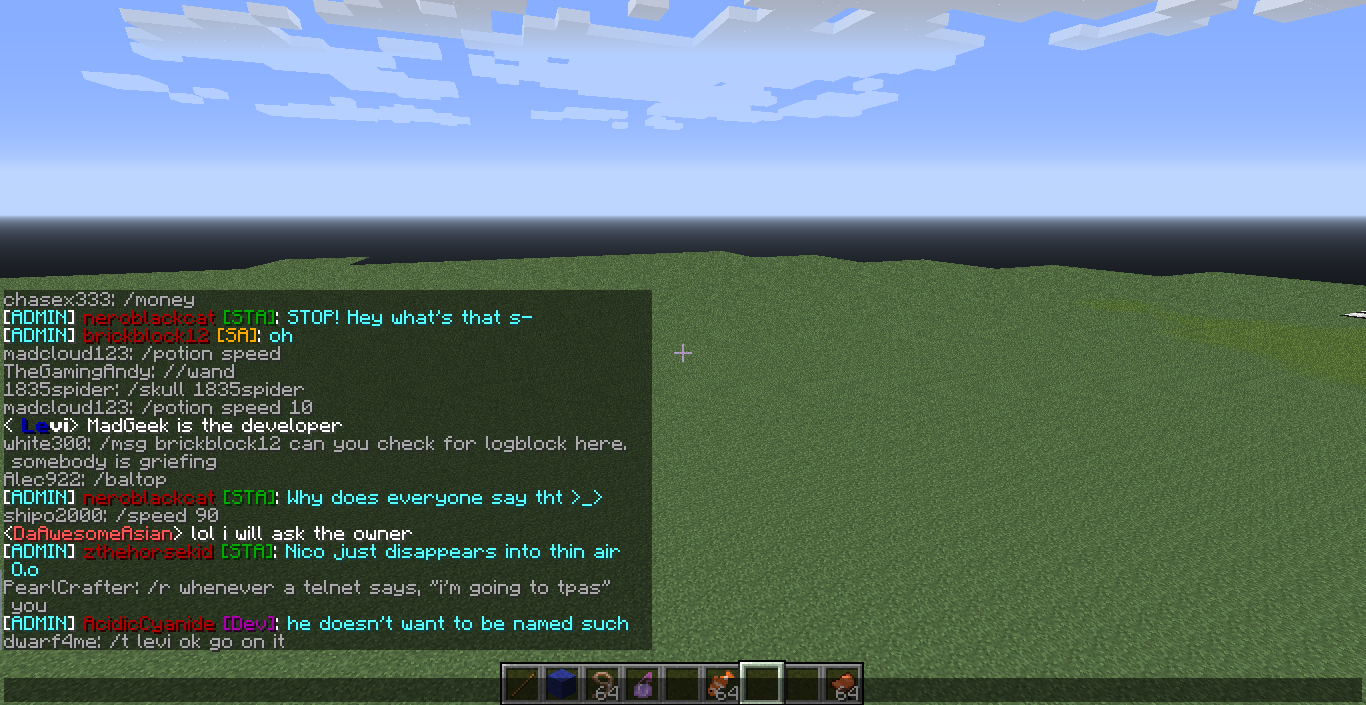 chasex333: /money
[ADMIN] neroblackcat [STA]: STOP! Hey what's that s-
[ADMIN] brickblock12 [SA]: oh
madcloud123: /potion speed
TheGamingAndy: //wand
1835spider: /skull 1835spider
madcloud123: /potion speed 10
< Levi> MadGeek is the developer
white300: /msg brickblock12 can you check for logblock here.
somebody is griefing
Alec922: /baltop
[ADMIN] neroblackcat [STA]: Why does everyone say tht >_>
shipo2000: /speed 90
<DaAwesomeAsian> lol i will ask the owner
[ADMIN] zthehorsekid [STA]: Nico just disappears into thin air
O.o
PearlCrafter: /r whenever a telnet says, "i'm going to tpas"
you
[ADMIN] AcidicCyanide [Dev]: he doesn't want to be named such
dwarf4me: /t levi ok go on it
64 64 64